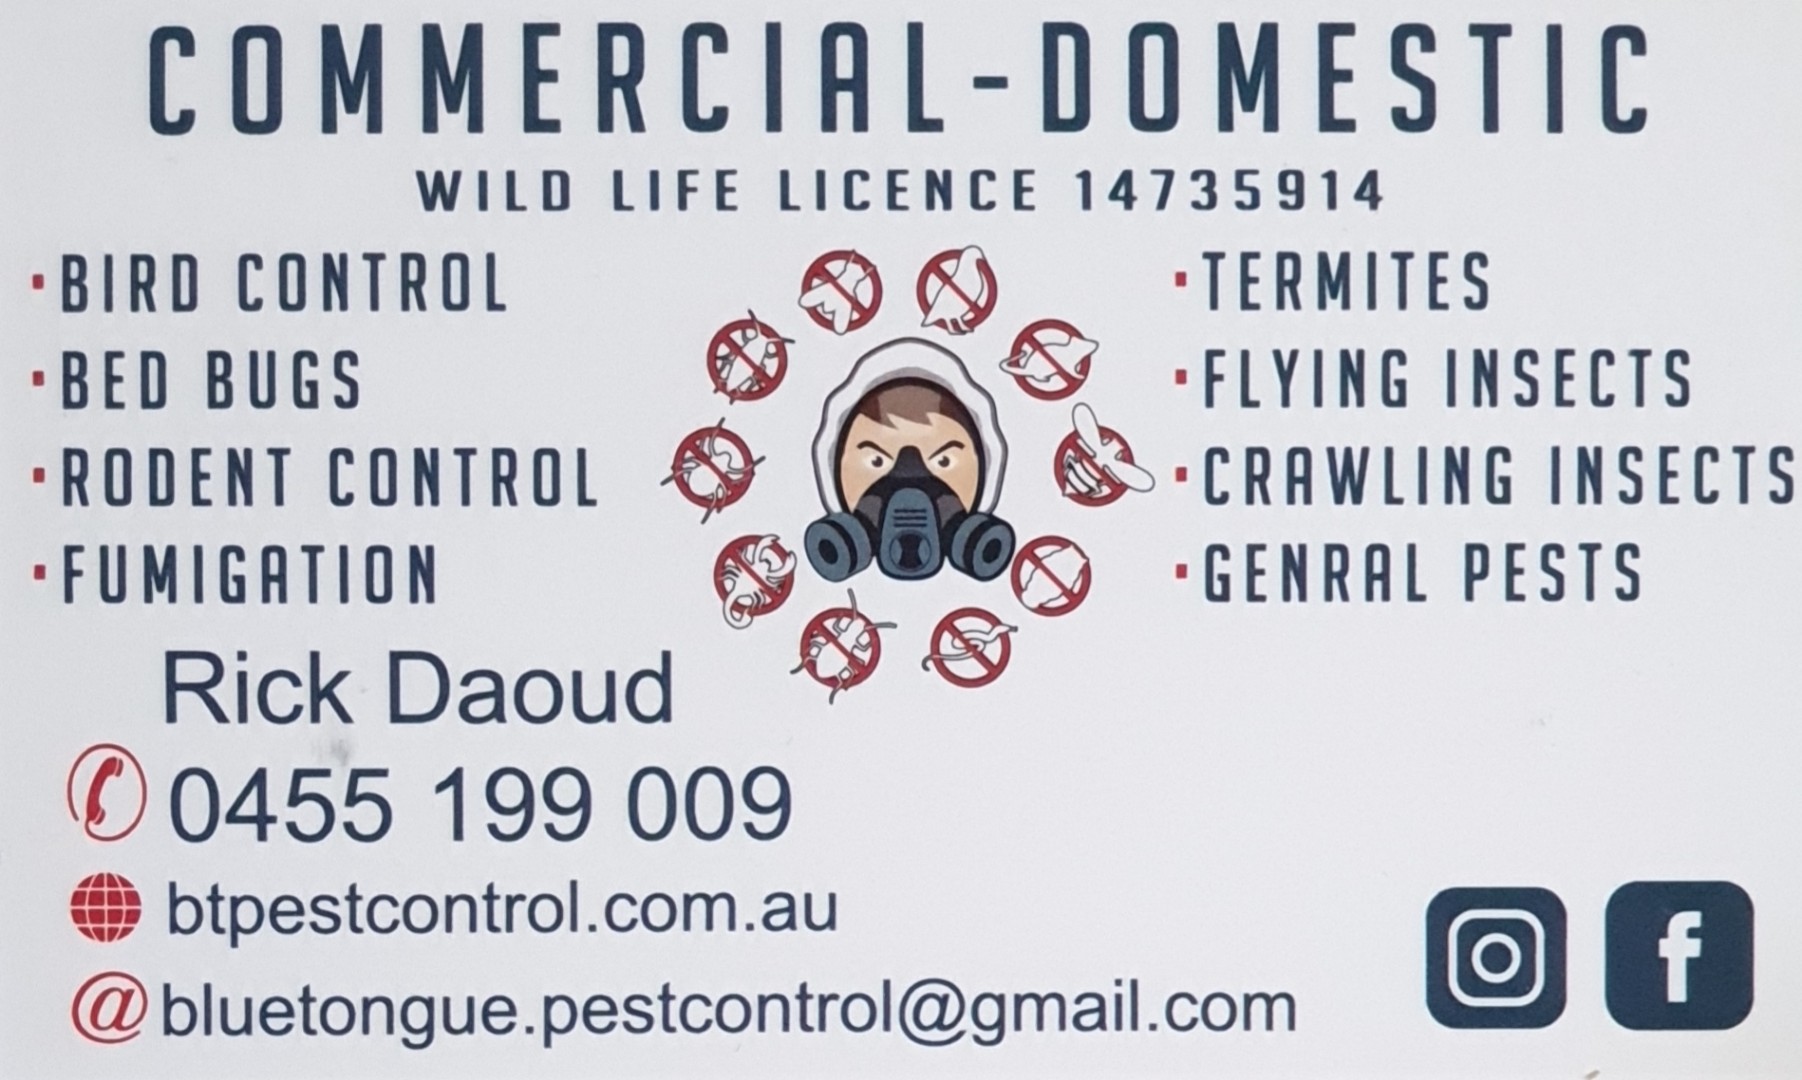 COMMERCIAL-DOMESTIC
WILD LIFE LICENCE 14735914
·BIRD CONTROL
·BED BUGS
·RODENT CONTROL
·FUMIGATION
·TERMITES
·FLYING INSECTS
·CRAWLING INSECTS
·GENRAL PESTS
Rick Daoud
0455 199 009
btpestcontrol.com.au
@bluetongue.pestcontrol@gmail.com